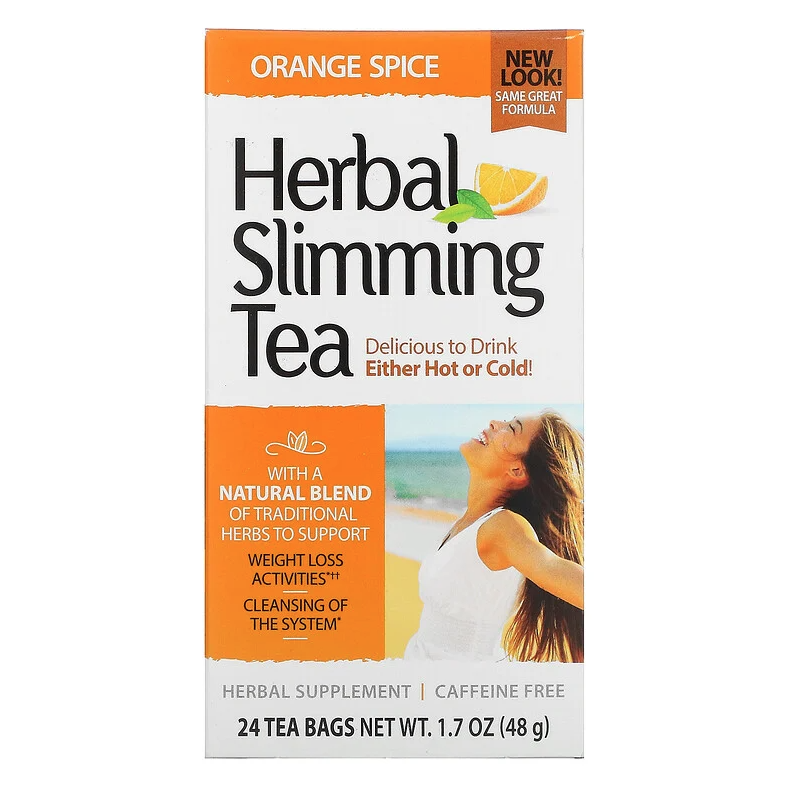 ORANGE SPICE
NEW
LOOK!
SAME GREAT
FORMULA
Herbal
Slimming
Tea
Delicious to Drink
Either Hot or Cold!
WITH A
NATURAL BLEND
OF TRADITIONAL
HERBS TO SUPPORT
WEIGHT LOSS
ACTIVITIES*††
CLEANSING OF
THE SYSTEM*
HERBAL SUPPLEMENT | CAFFEINE FREE
24 TEA BAGS NET WT. 1.7 OZ (48 g)